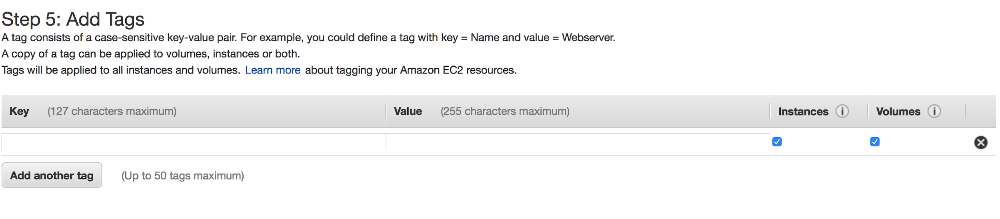 Step 5: Add Tags
A tag consists of a case-sensitive key-value pair. For example, you could define a tag with key = Name and value = Webserver.
A copy of a tag can be applied to volumes, instances or both.
Tags will be applied to all instances and volumes. Learn more about tagging your Amazon EC2 resources.
Key (127 characters maximum) Value (255 characters maximum) Instances i Volumes i
Add another tag (Up to 50 tags maximum)